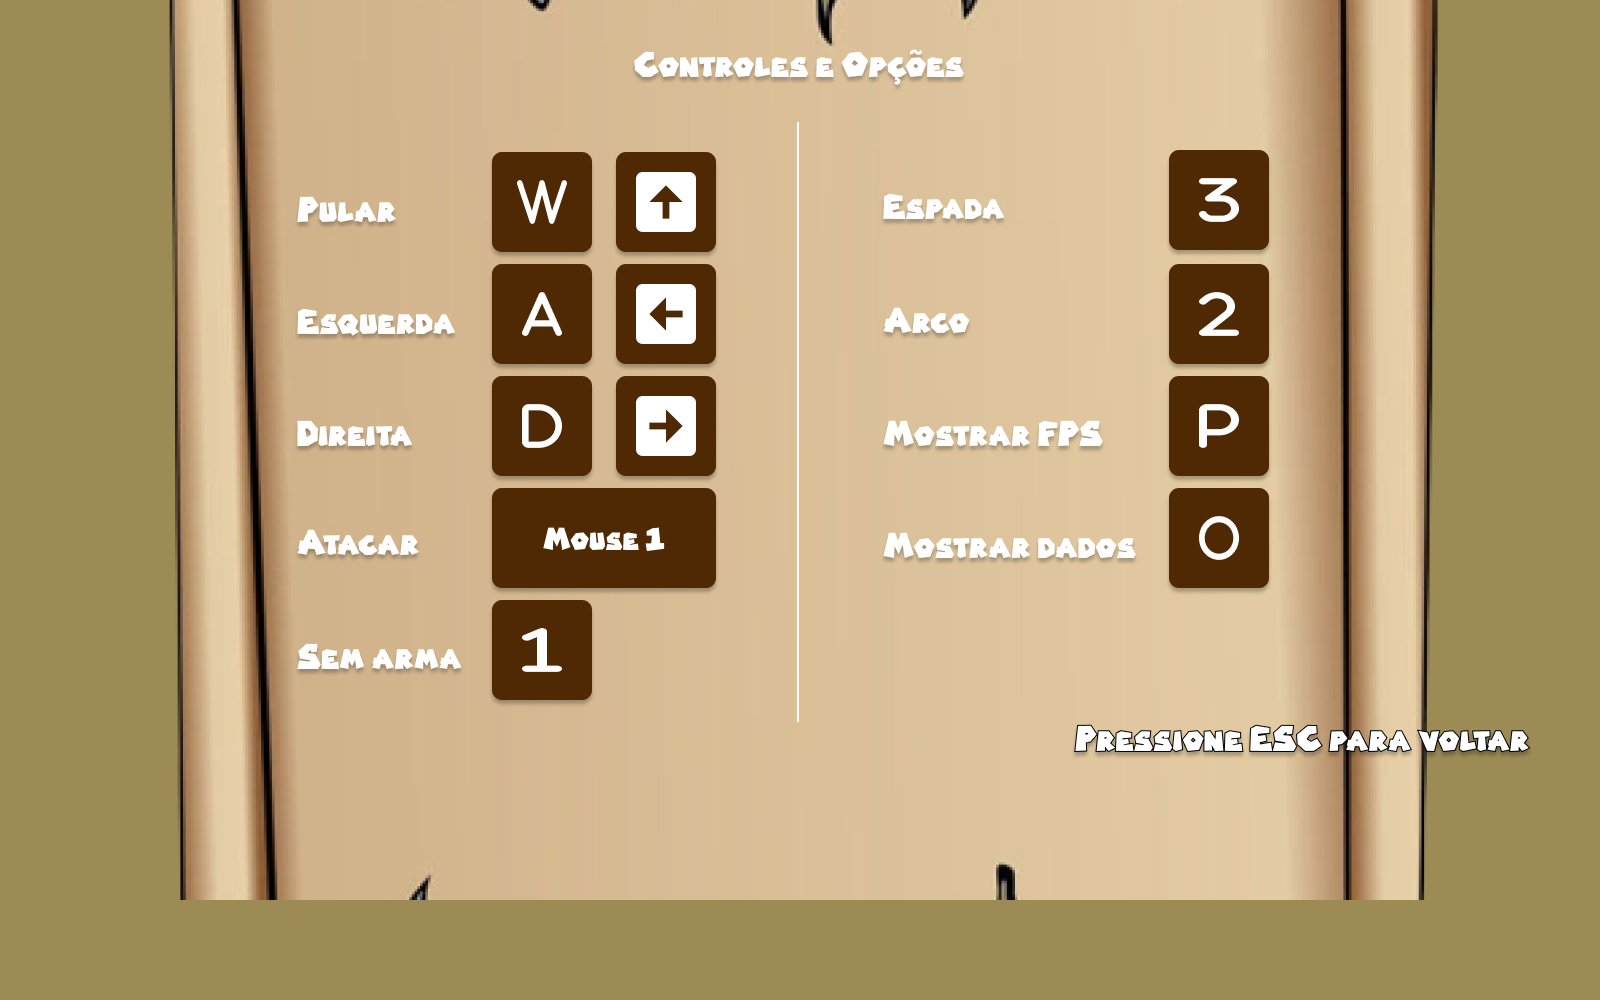 Controles e Opções
Pular W
Esquerda A
Direita D
Atacar Mouse 1
Sem arma 1
Espada 3
Arco 2
Mostrar FPS P
Mostrar dados O
Pressione ESC para voltar